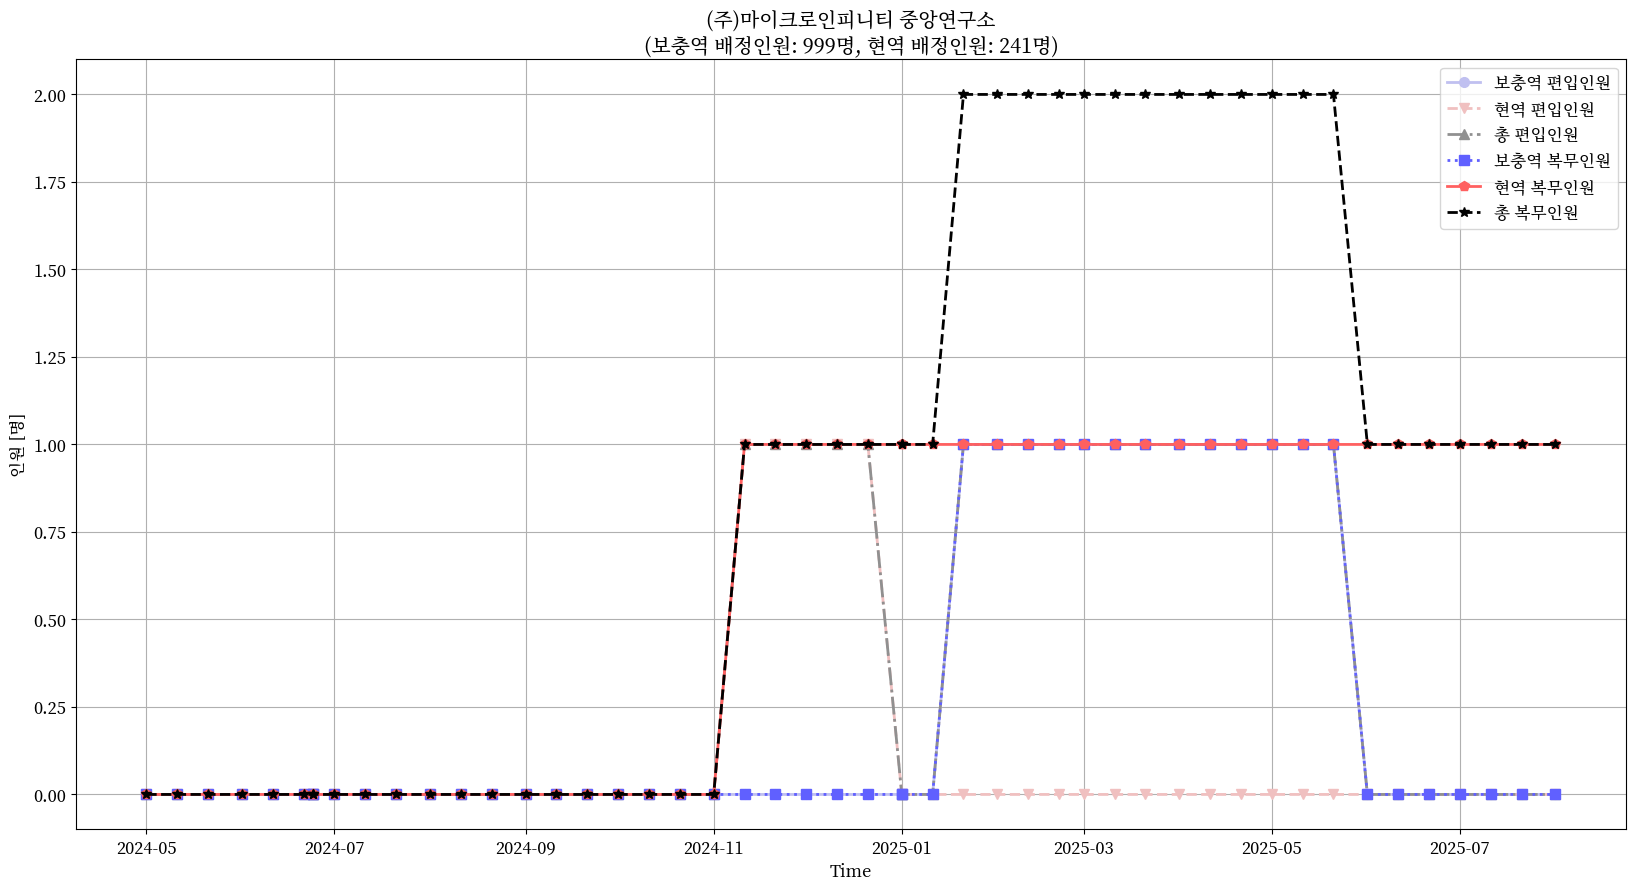 (주)마이크로인피니티 중앙연구소
(보충역 배정인원: 999명, 현역 배정인원: 241명)
보충역 편입인원
현역 편입인원
총 편입인원
보충역 복무인원
현역 복무인원
총 복무인원
인원 [명]
2.00
1.75
1.50
1.25
1.00
0.75
0.50
0.25
0.00
2024-05
2024-07
2024-09
2024-11
2025-01
2025-03
2025-05
2025-07
Time